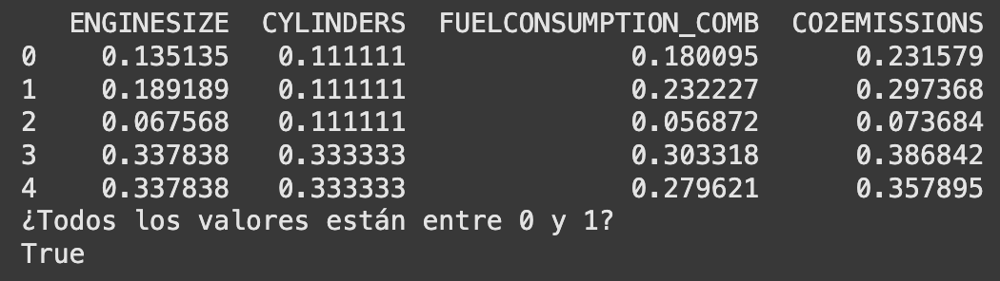 ENGINESIZE CYLINDERS FUELCONSUMPTION_COMB CO2EMISSIONS
0 0.135135 0.111111 0.180095 0.231579
1 0.189189 0.111111 0.232227 0.297368
2 0.067568 0.111111 0.056872 0.073684
3 0.337838 0.333333 0.303318 0.386842
4 0.337838 0.333333 0.279621 0.357895
¿Todos los valores están entre 0 y 1?
True